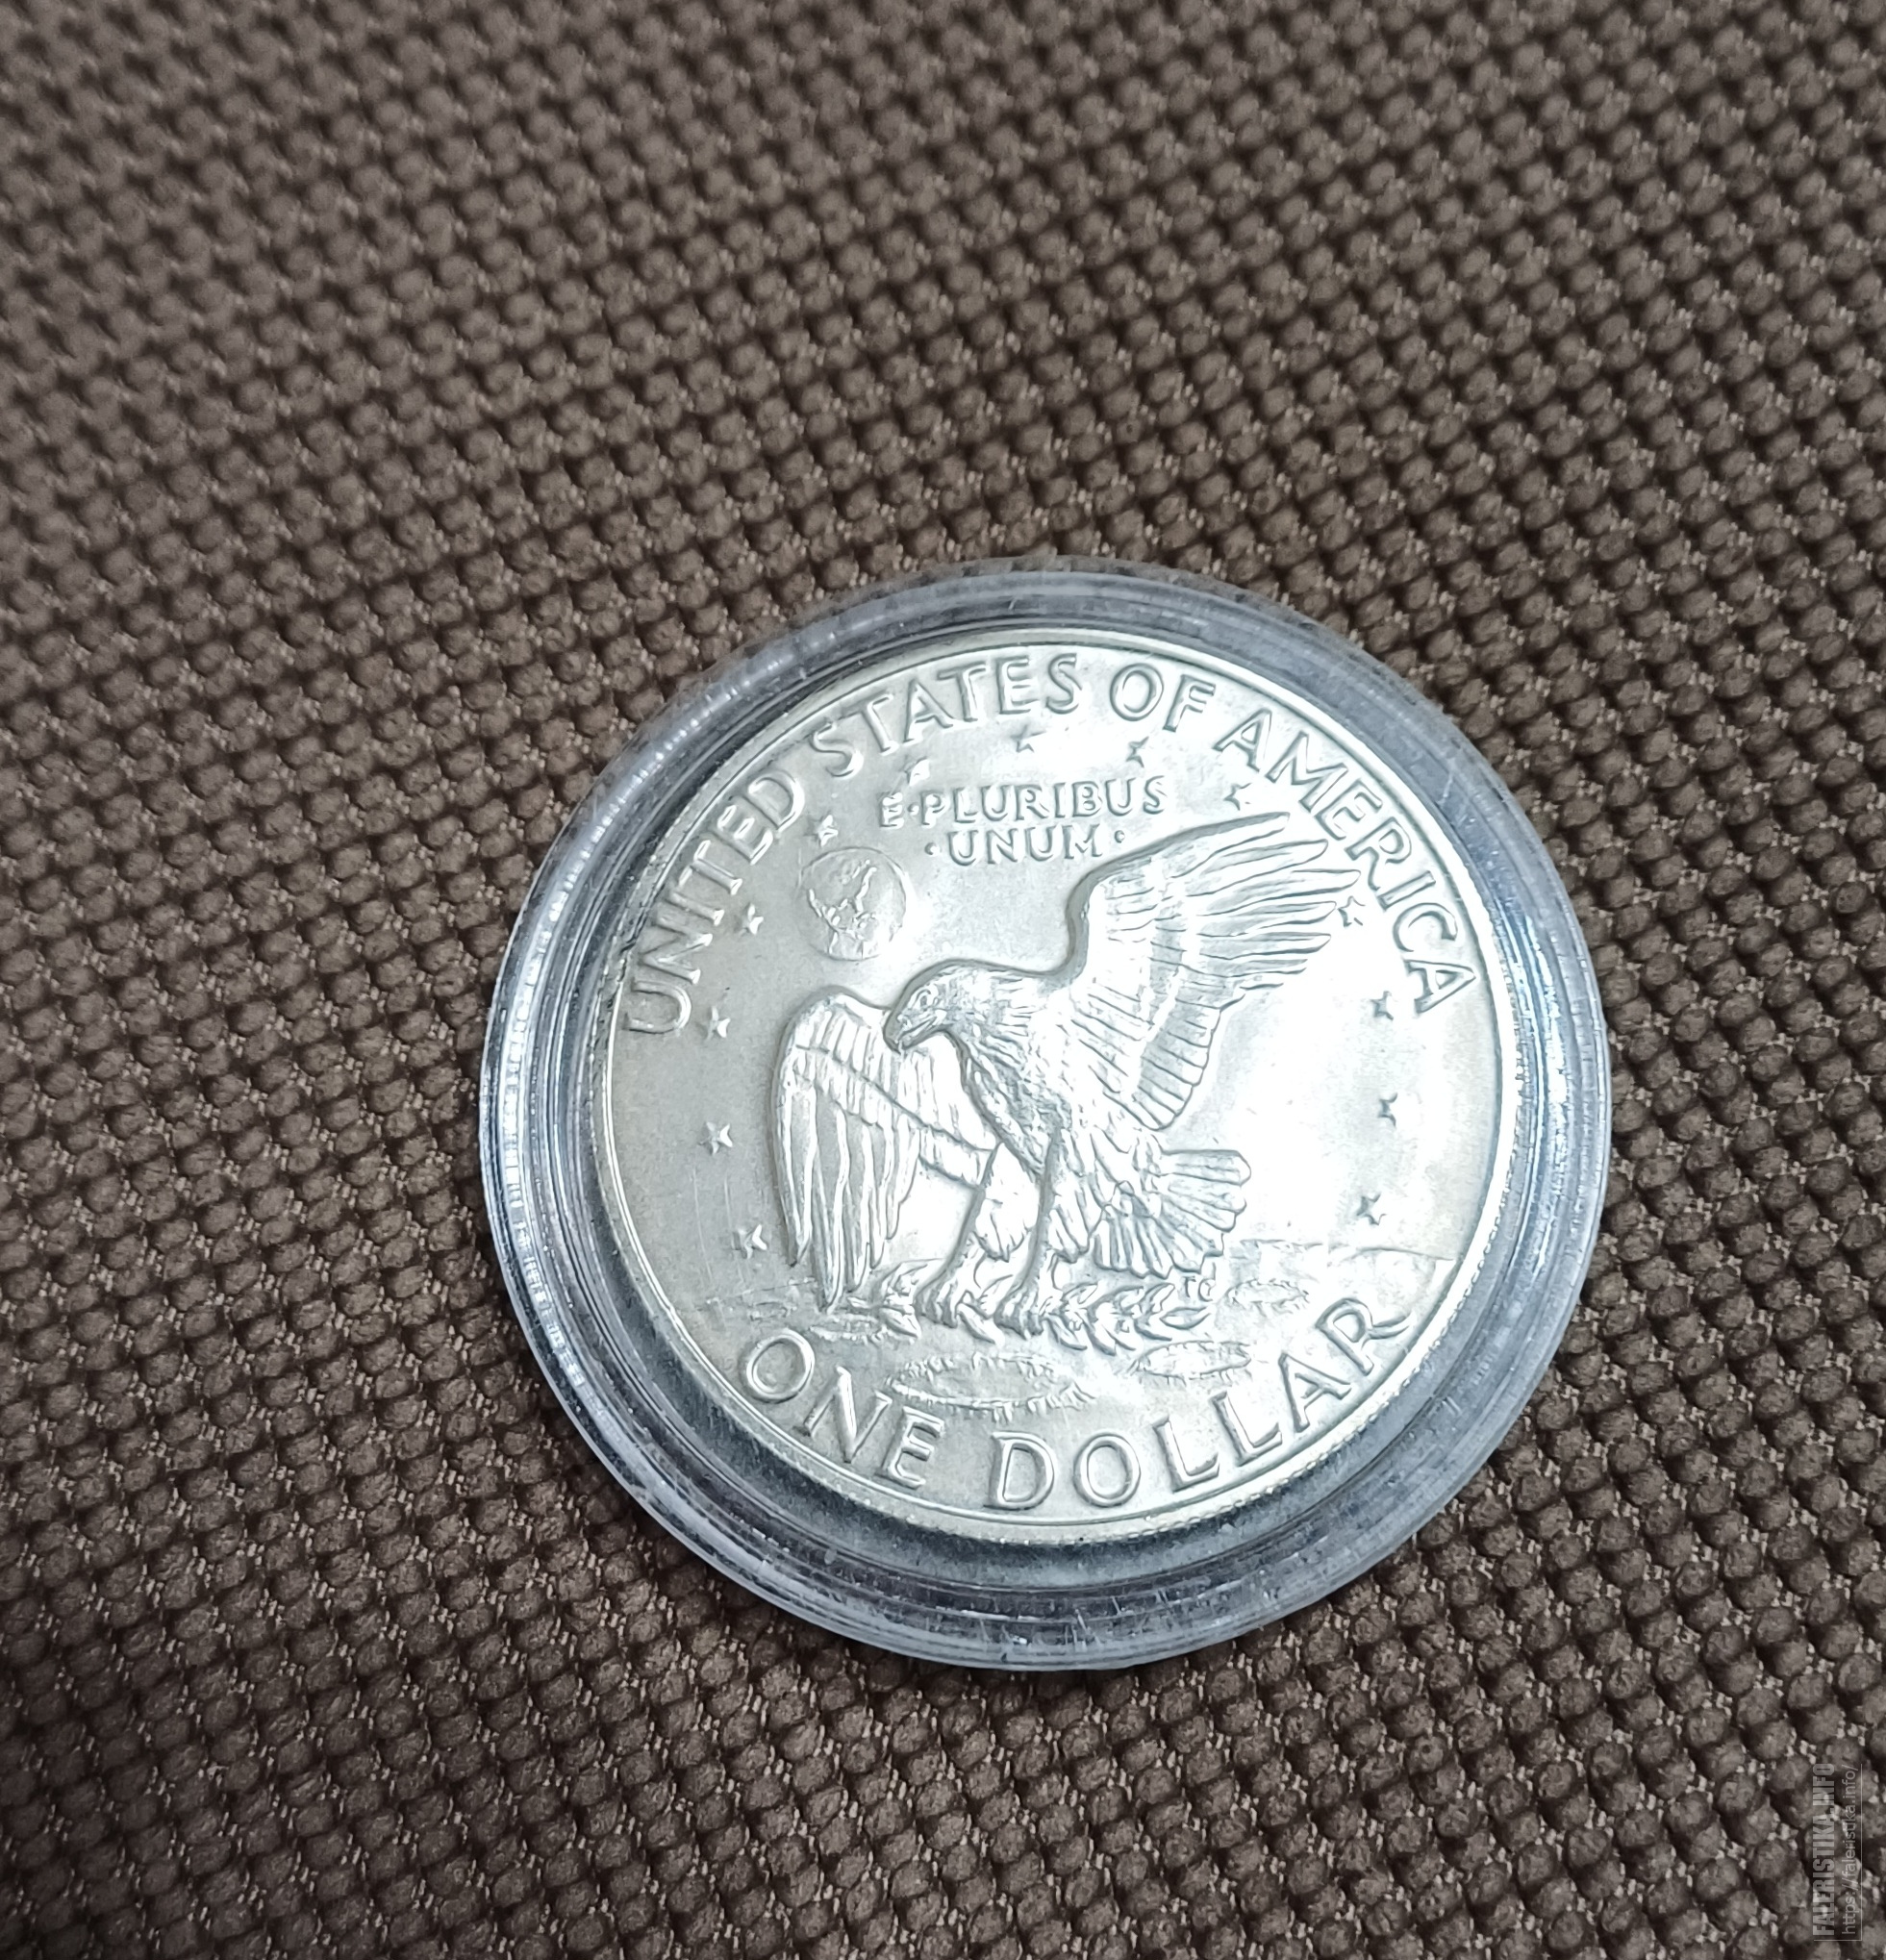 UNITED STATES OF AMERICA
E·PLURIBUS
·UNUM·
ONE DOLLAR
FALERISTIKA.INFO
https://faleristika.info/